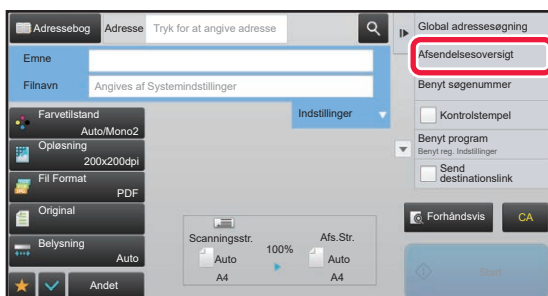 Adressebog
Adresse
Tryk for at angive adresse
Emne
Filnavn
Angives af Systemindstillinger
Indstillinger
Farvetilstand
Auto/Mono2
Opløsning
200x200dpi
Fil Format
PDF
Original
Belysning
Auto
Andet
Scanningsstr.
Auto
A4
100%
Afs.Str.
Auto
A4
Global adressesøgning
Afsendelsesoversigt
Benyt søgenummer
Kontrolstempel
Benyt program
Benyt reg. Indstillinger
Send
destinationslink
Forhåndsvis
CA
Start